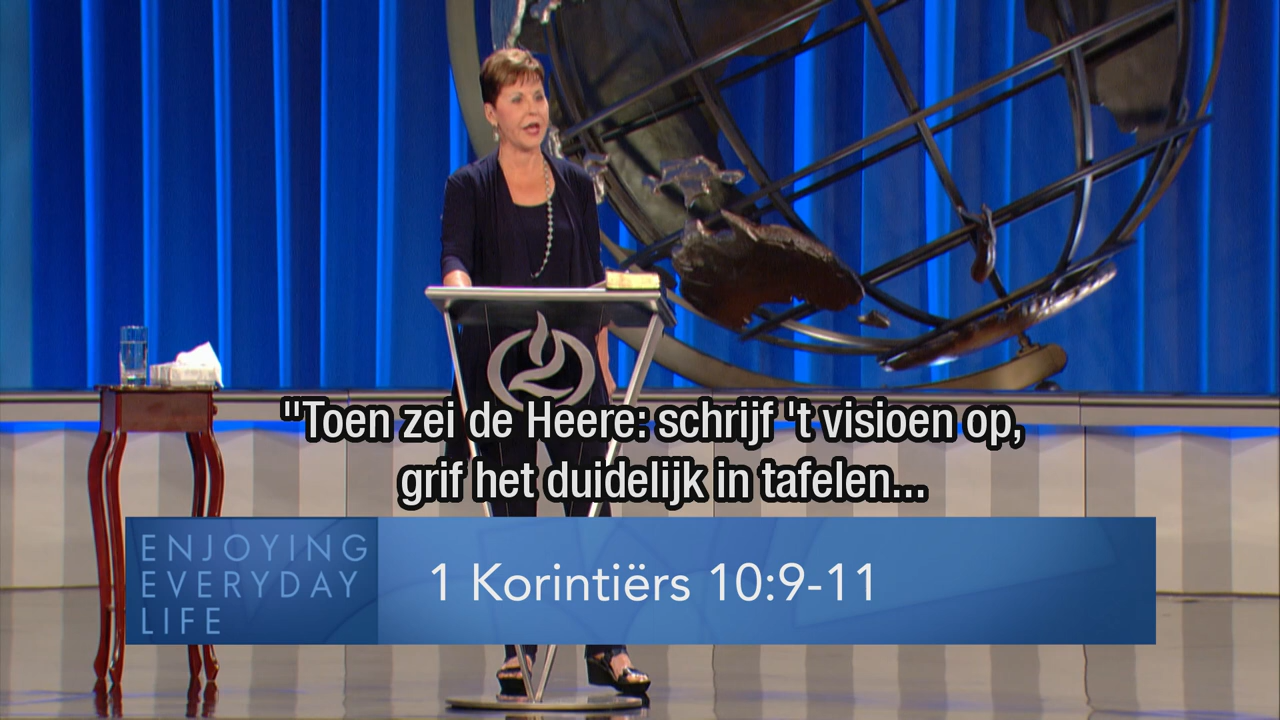 "Toen zei de Heere: schrijf 't visioen op,
grif het duidelijk in tafelen...
ENJOYING
EVERYDAY
LIFE
1 Korintiërs 10:9-11